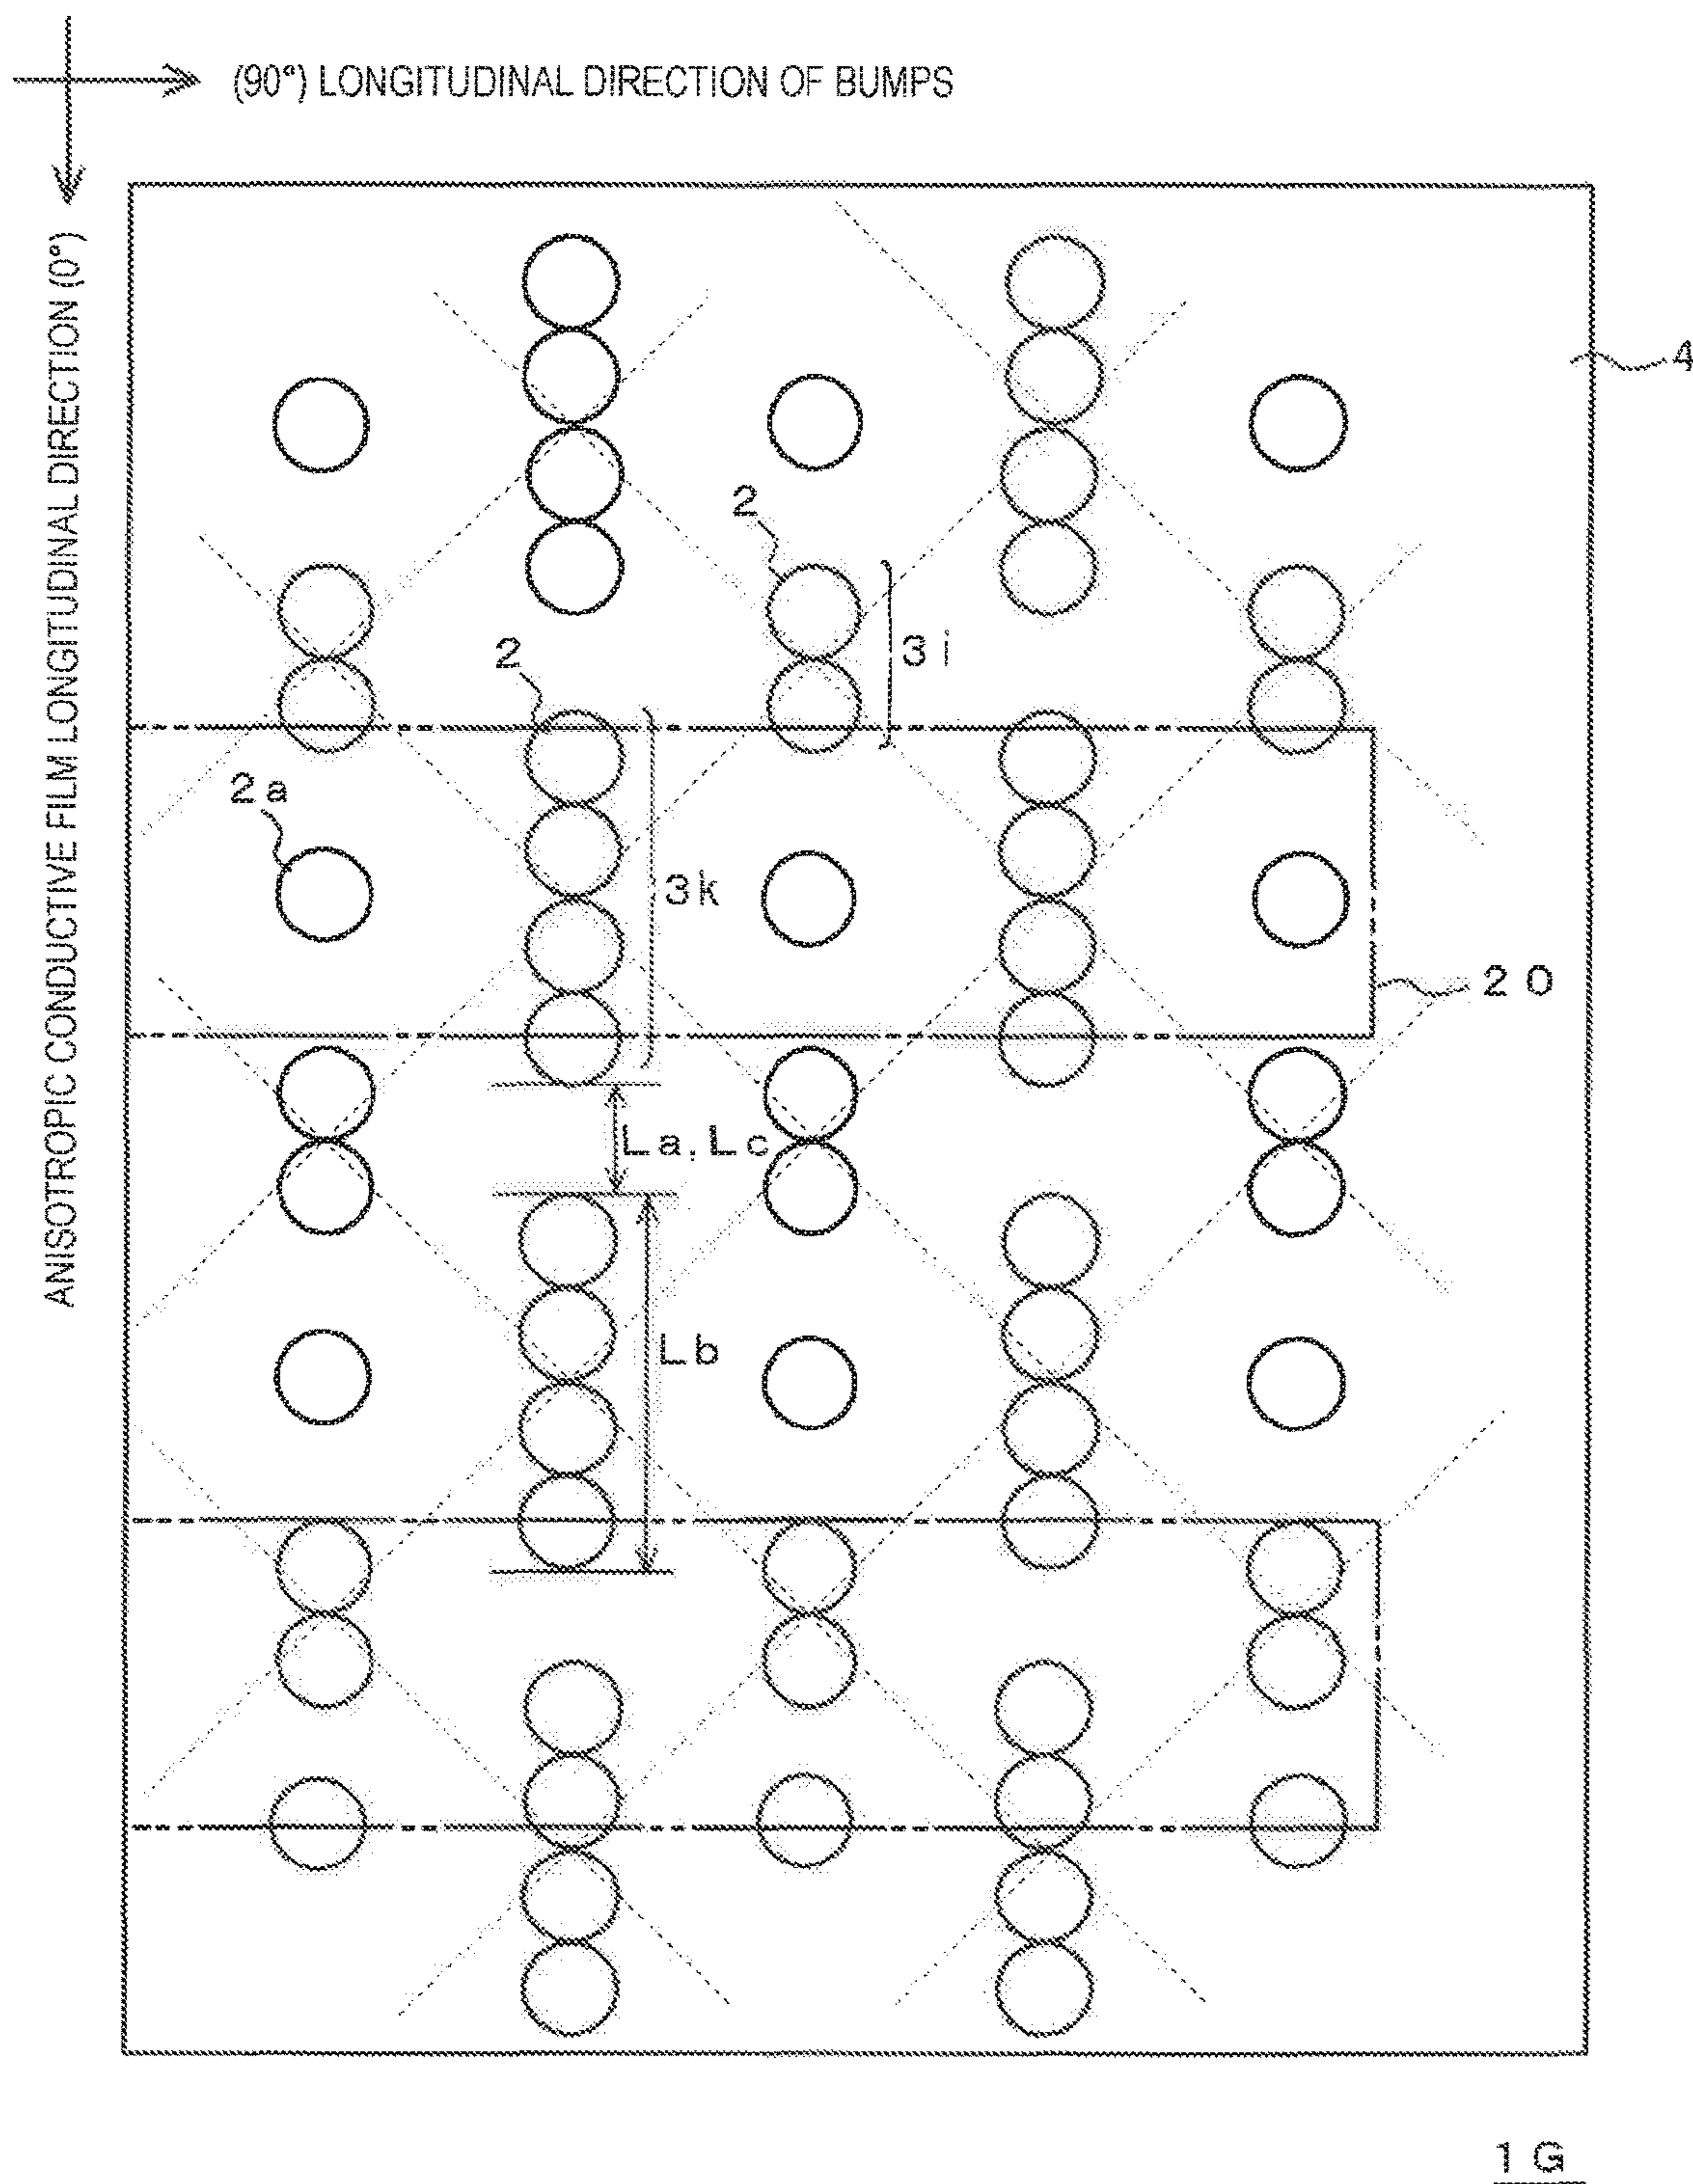 (90°) LONGITUDINAL DIRECTION OF BUMPS
ANISOTROPIC CONDUCTIVE FILM LONGITUDINAL DIRECTION (0°)
4
2
3i
2
2a
3k
20
La, Lc
Lb
1G